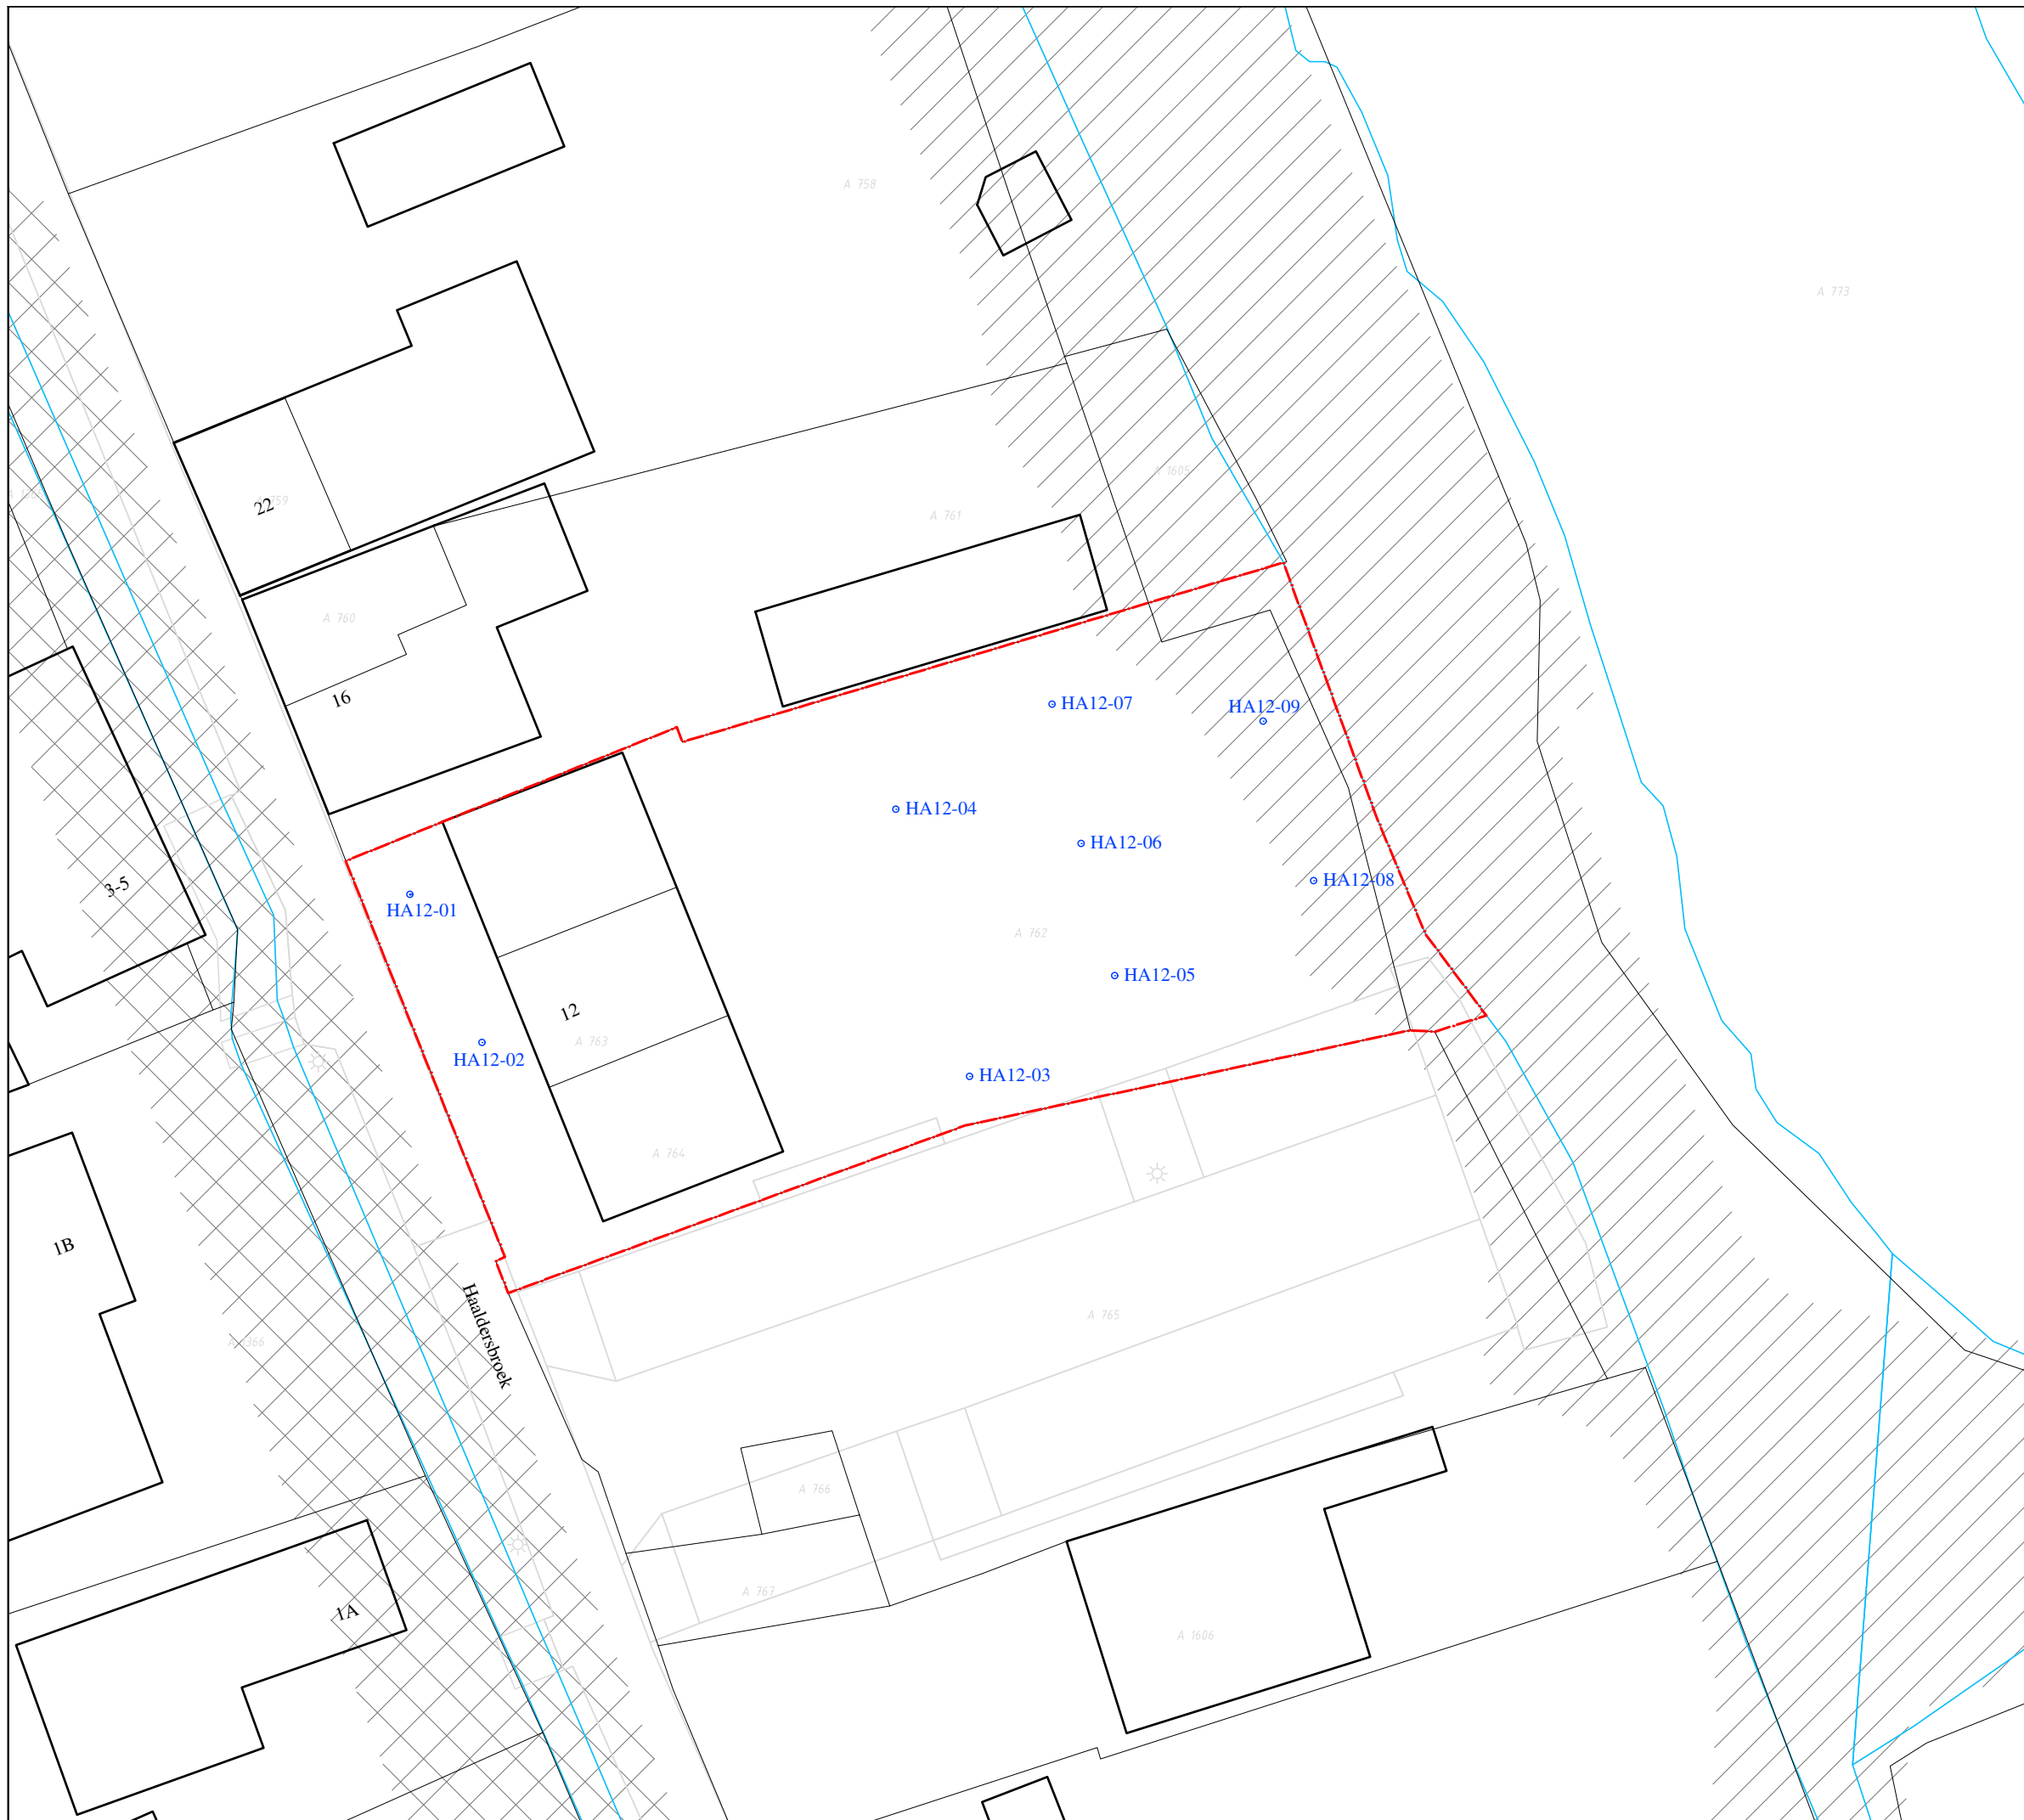 A 758
A 773
A 1605
22
A 761
A 760
16
HA12-07
HA12-09
HA12-04
HA12-06
HA12-08
3-5
HA12-01
A 762
HA12-05
12
A 763
HA12-02
HA12-03
A 764
1B
Haaldersbroek
A 765
A 766
A 767
1A
A 1606